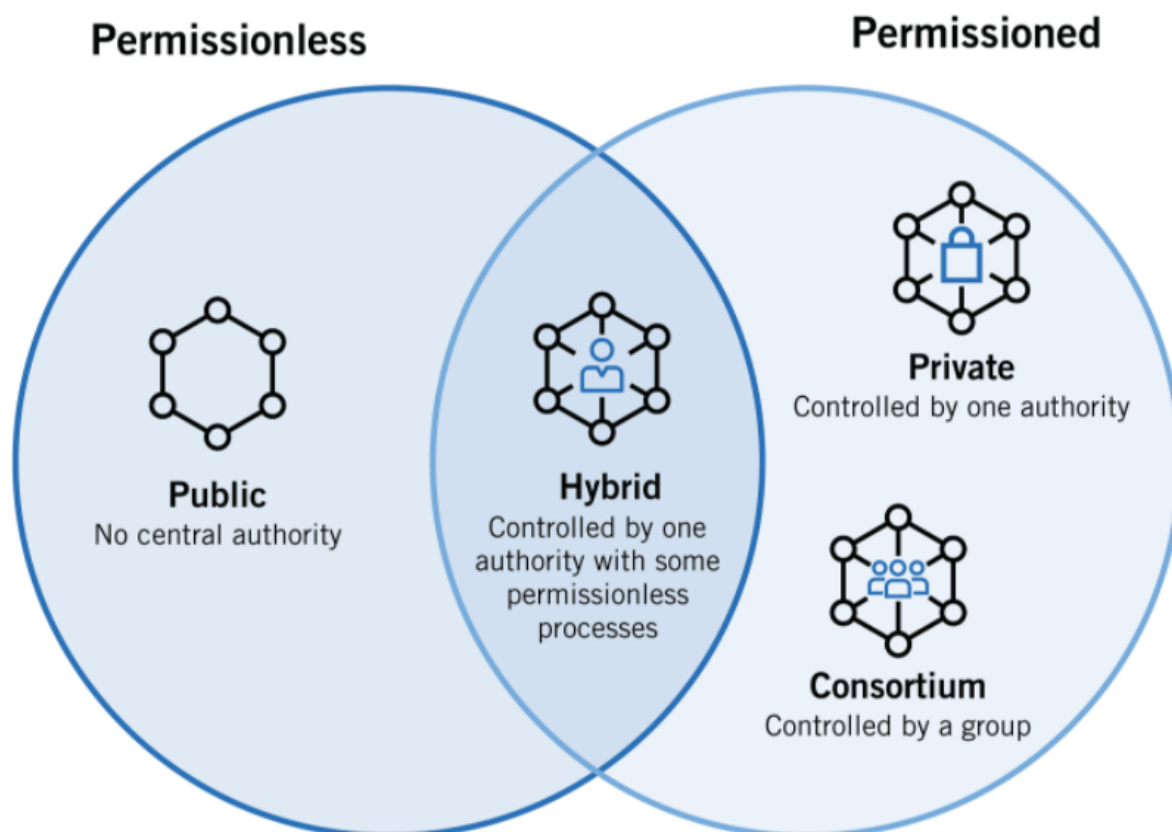 Permissionless
Permissioned
Public
No central authority
Hybrid
Controlled by one
authority with some
permissionless
processes
Private
Controlled by one authority
Consortium
Controlled by a group